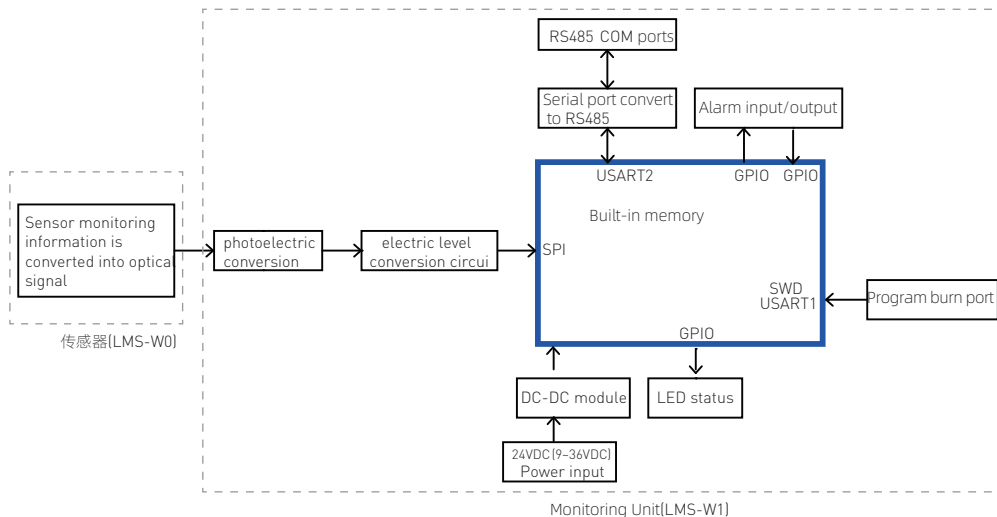 RS485 COM ports
Serial port convert
to RS485
Alarm input/output
USART2
GPIO
GPIO
Built-in memory
Sensor monitoring
information is
converted into optical
signal
photoelectric
conversion
electric level
conversion circui
SPI
SWD
USART1
Program burn port
GPIO
传感器(LMS-W0)
DC-DC module
LED status
24VDC(9-36VDC)
Power input
Monitoring Unit(LMS-W1)